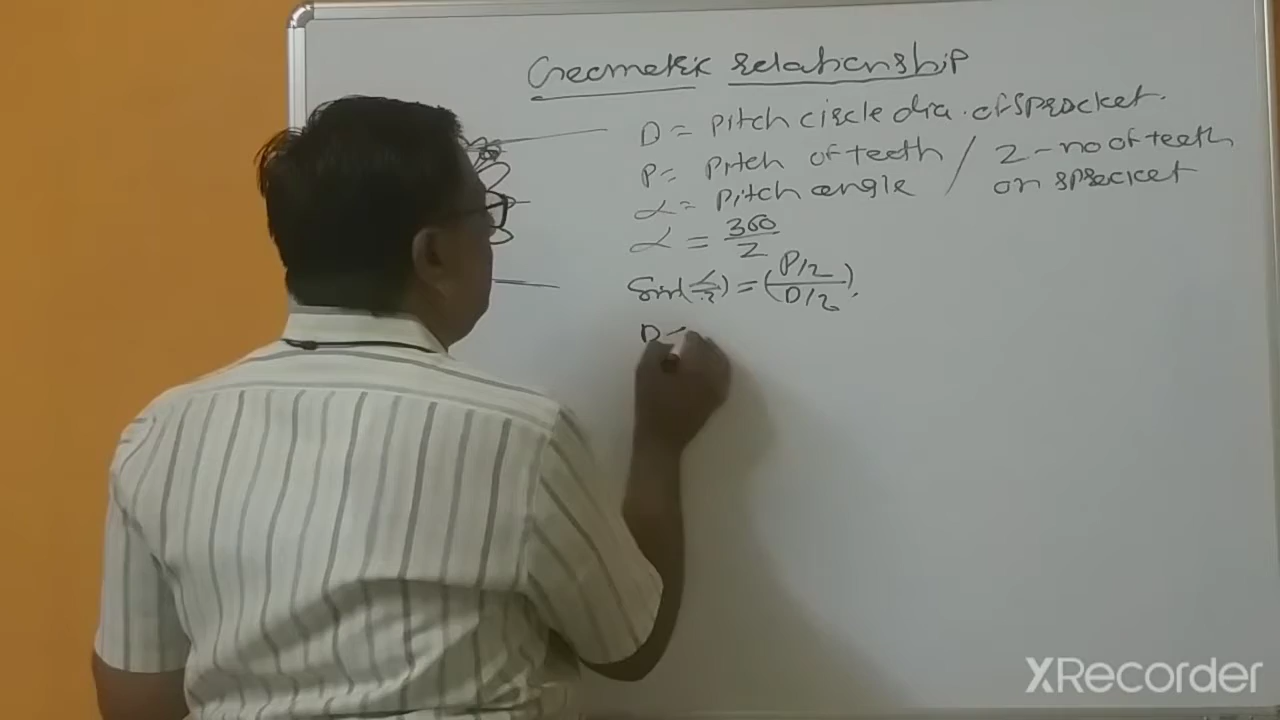 Geometric relationship
D = Pitch circle dia. of sprocket.
P = Pitch of teeth / Z - no of teeth
α = Pitch angle / on sprocket
α = 360/Z
Sin(α/2) = (P/2 / D/2).
D =
XRecorder